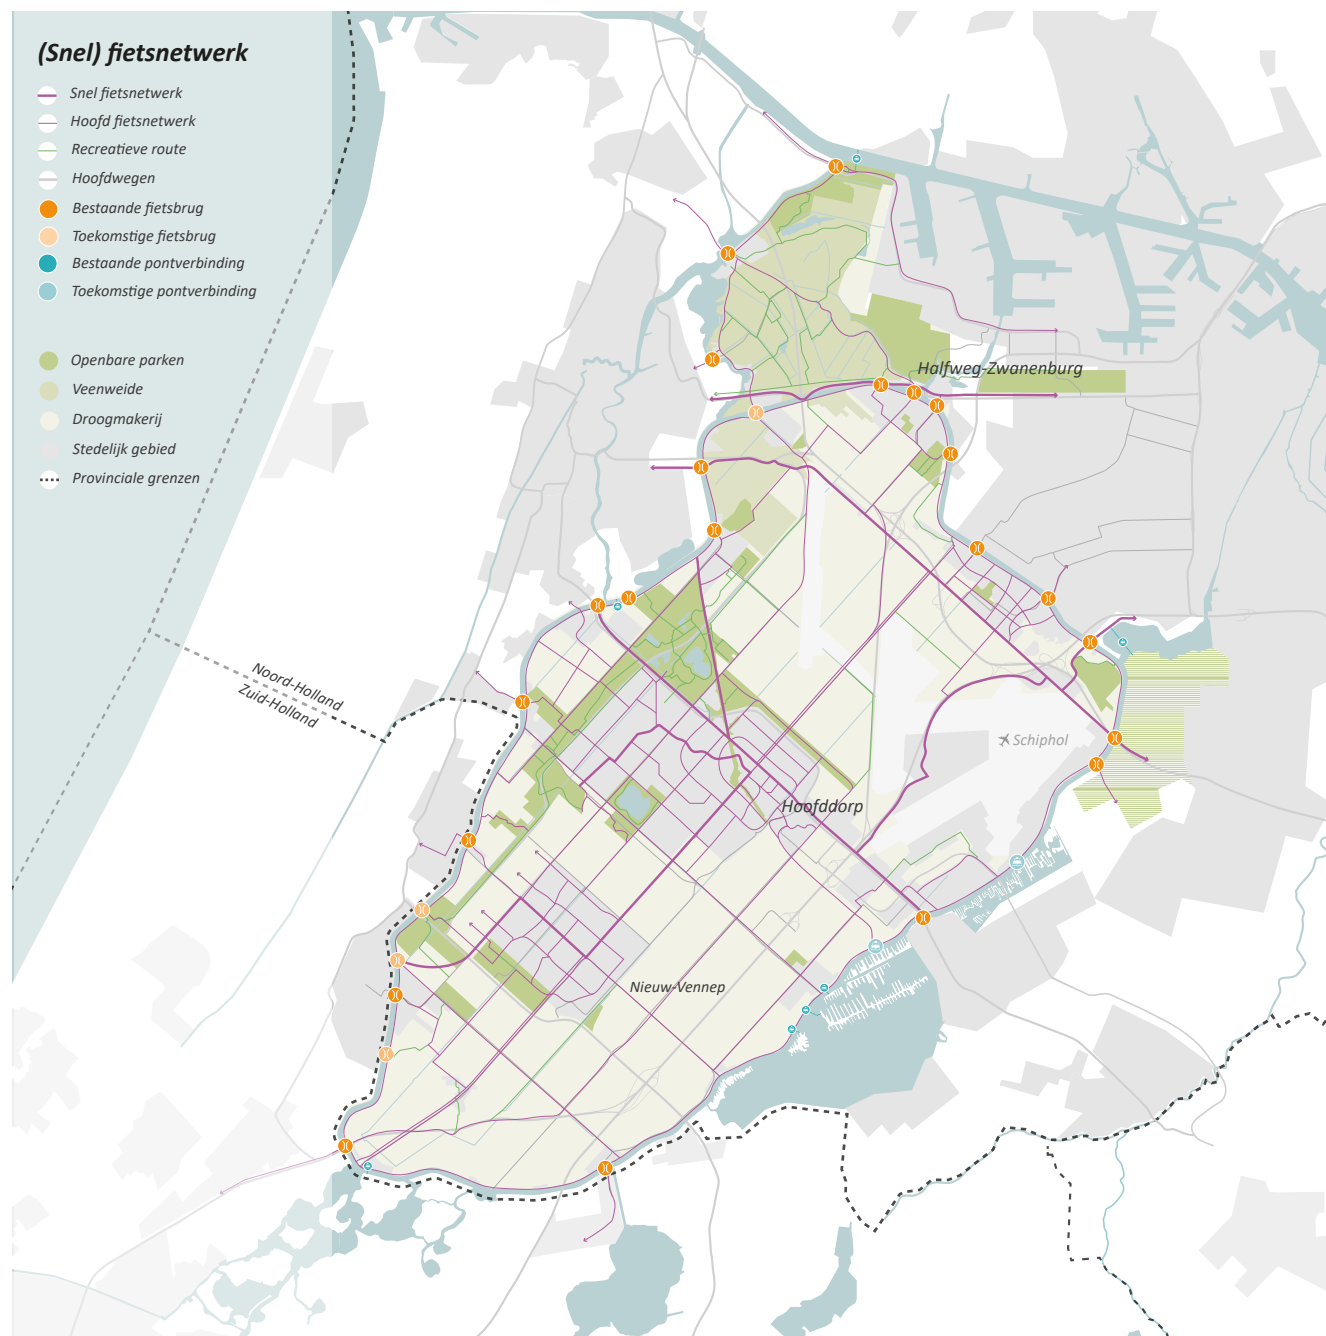 (Snel) fietsnetwerk
Snel fietsnetwerk
Hoofd fietsnetwerk
Recreatieve route
Hoofdwegen
Bestaande fietsbrug
Toekomstige fietsbrug
Bestaande pontverbinding
Toekomstige pontverbinding
Openbare parken
Veenweide
Droogmakerij
Stedelijk gebied
Provinciale grenzen
Halfweg-Zwanenburg
Noord-Holland
Zuid-Holland
Schiphol
Hoofddorp
Nieuw-Vennep